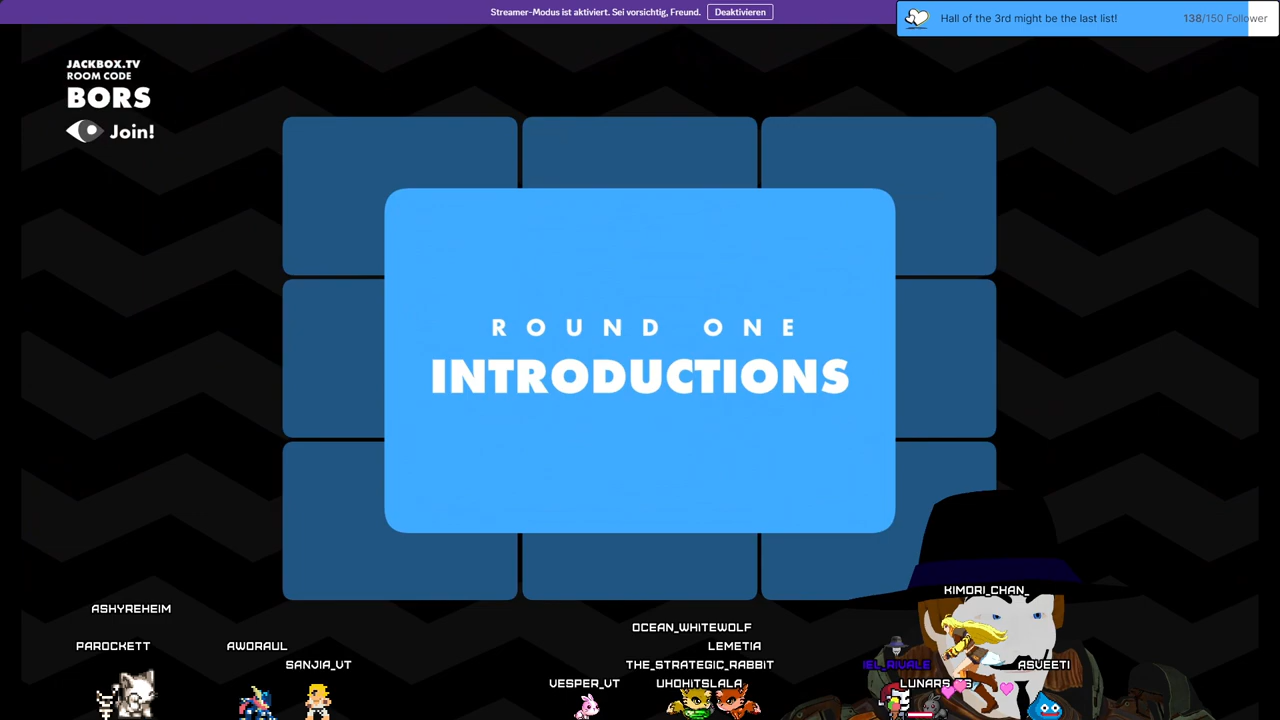 Streamer-Modus ist aktiviert. Sei vorsichtig, Freund.
Deaktivieren
Hall of the 3rd might be the last list!
138/150 Follower
JACKBOX.TV
ROOM CODE
BORS
Join!
ROUND ONE
INTRODUCTIONS
KIMORI_CHAN_
ASHYREHEIM
OCEAN_WHITEWOLF
PAROCKETT
AWORAUL
LEMETIA
SANJIA_VT
THE_STRATEGIC_RABBIT
IEL_RIVALE
ASVEETI
VESPER_VT
UHOHITSLALA_